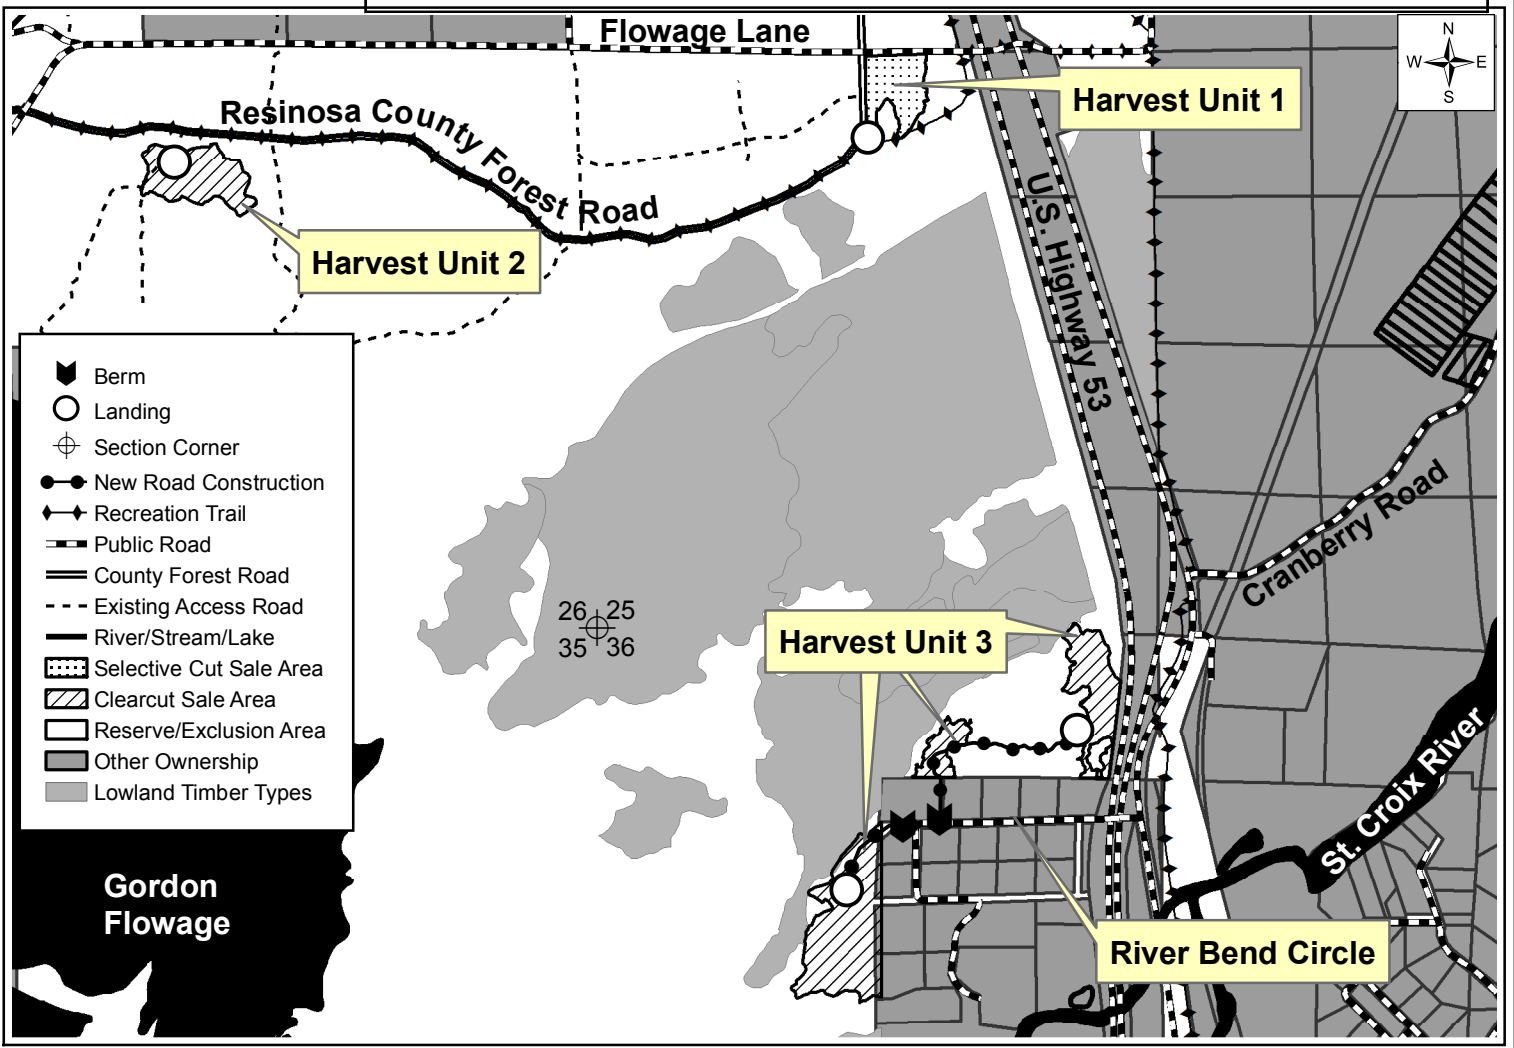 Flowage Lane
N
W E
S
Harvest Unit 1
Resinosa County Forest Road
U.S. Highway 53
Harvest Unit 2
Berm
Landing
Section Corner
New Road Construction
Recreation Trail
Public Road
County Forest Road
Existing Access Road
River/Stream/Lake
Selective Cut Sale Area
Clearcut Sale Area
Reserve/Exclusion Area
Other Ownership
Lowland Timber Types
Cranberry Road
26 25
35 36
Harvest Unit 3
St. Croix River
Gordon
Flowage
River Bend Circle